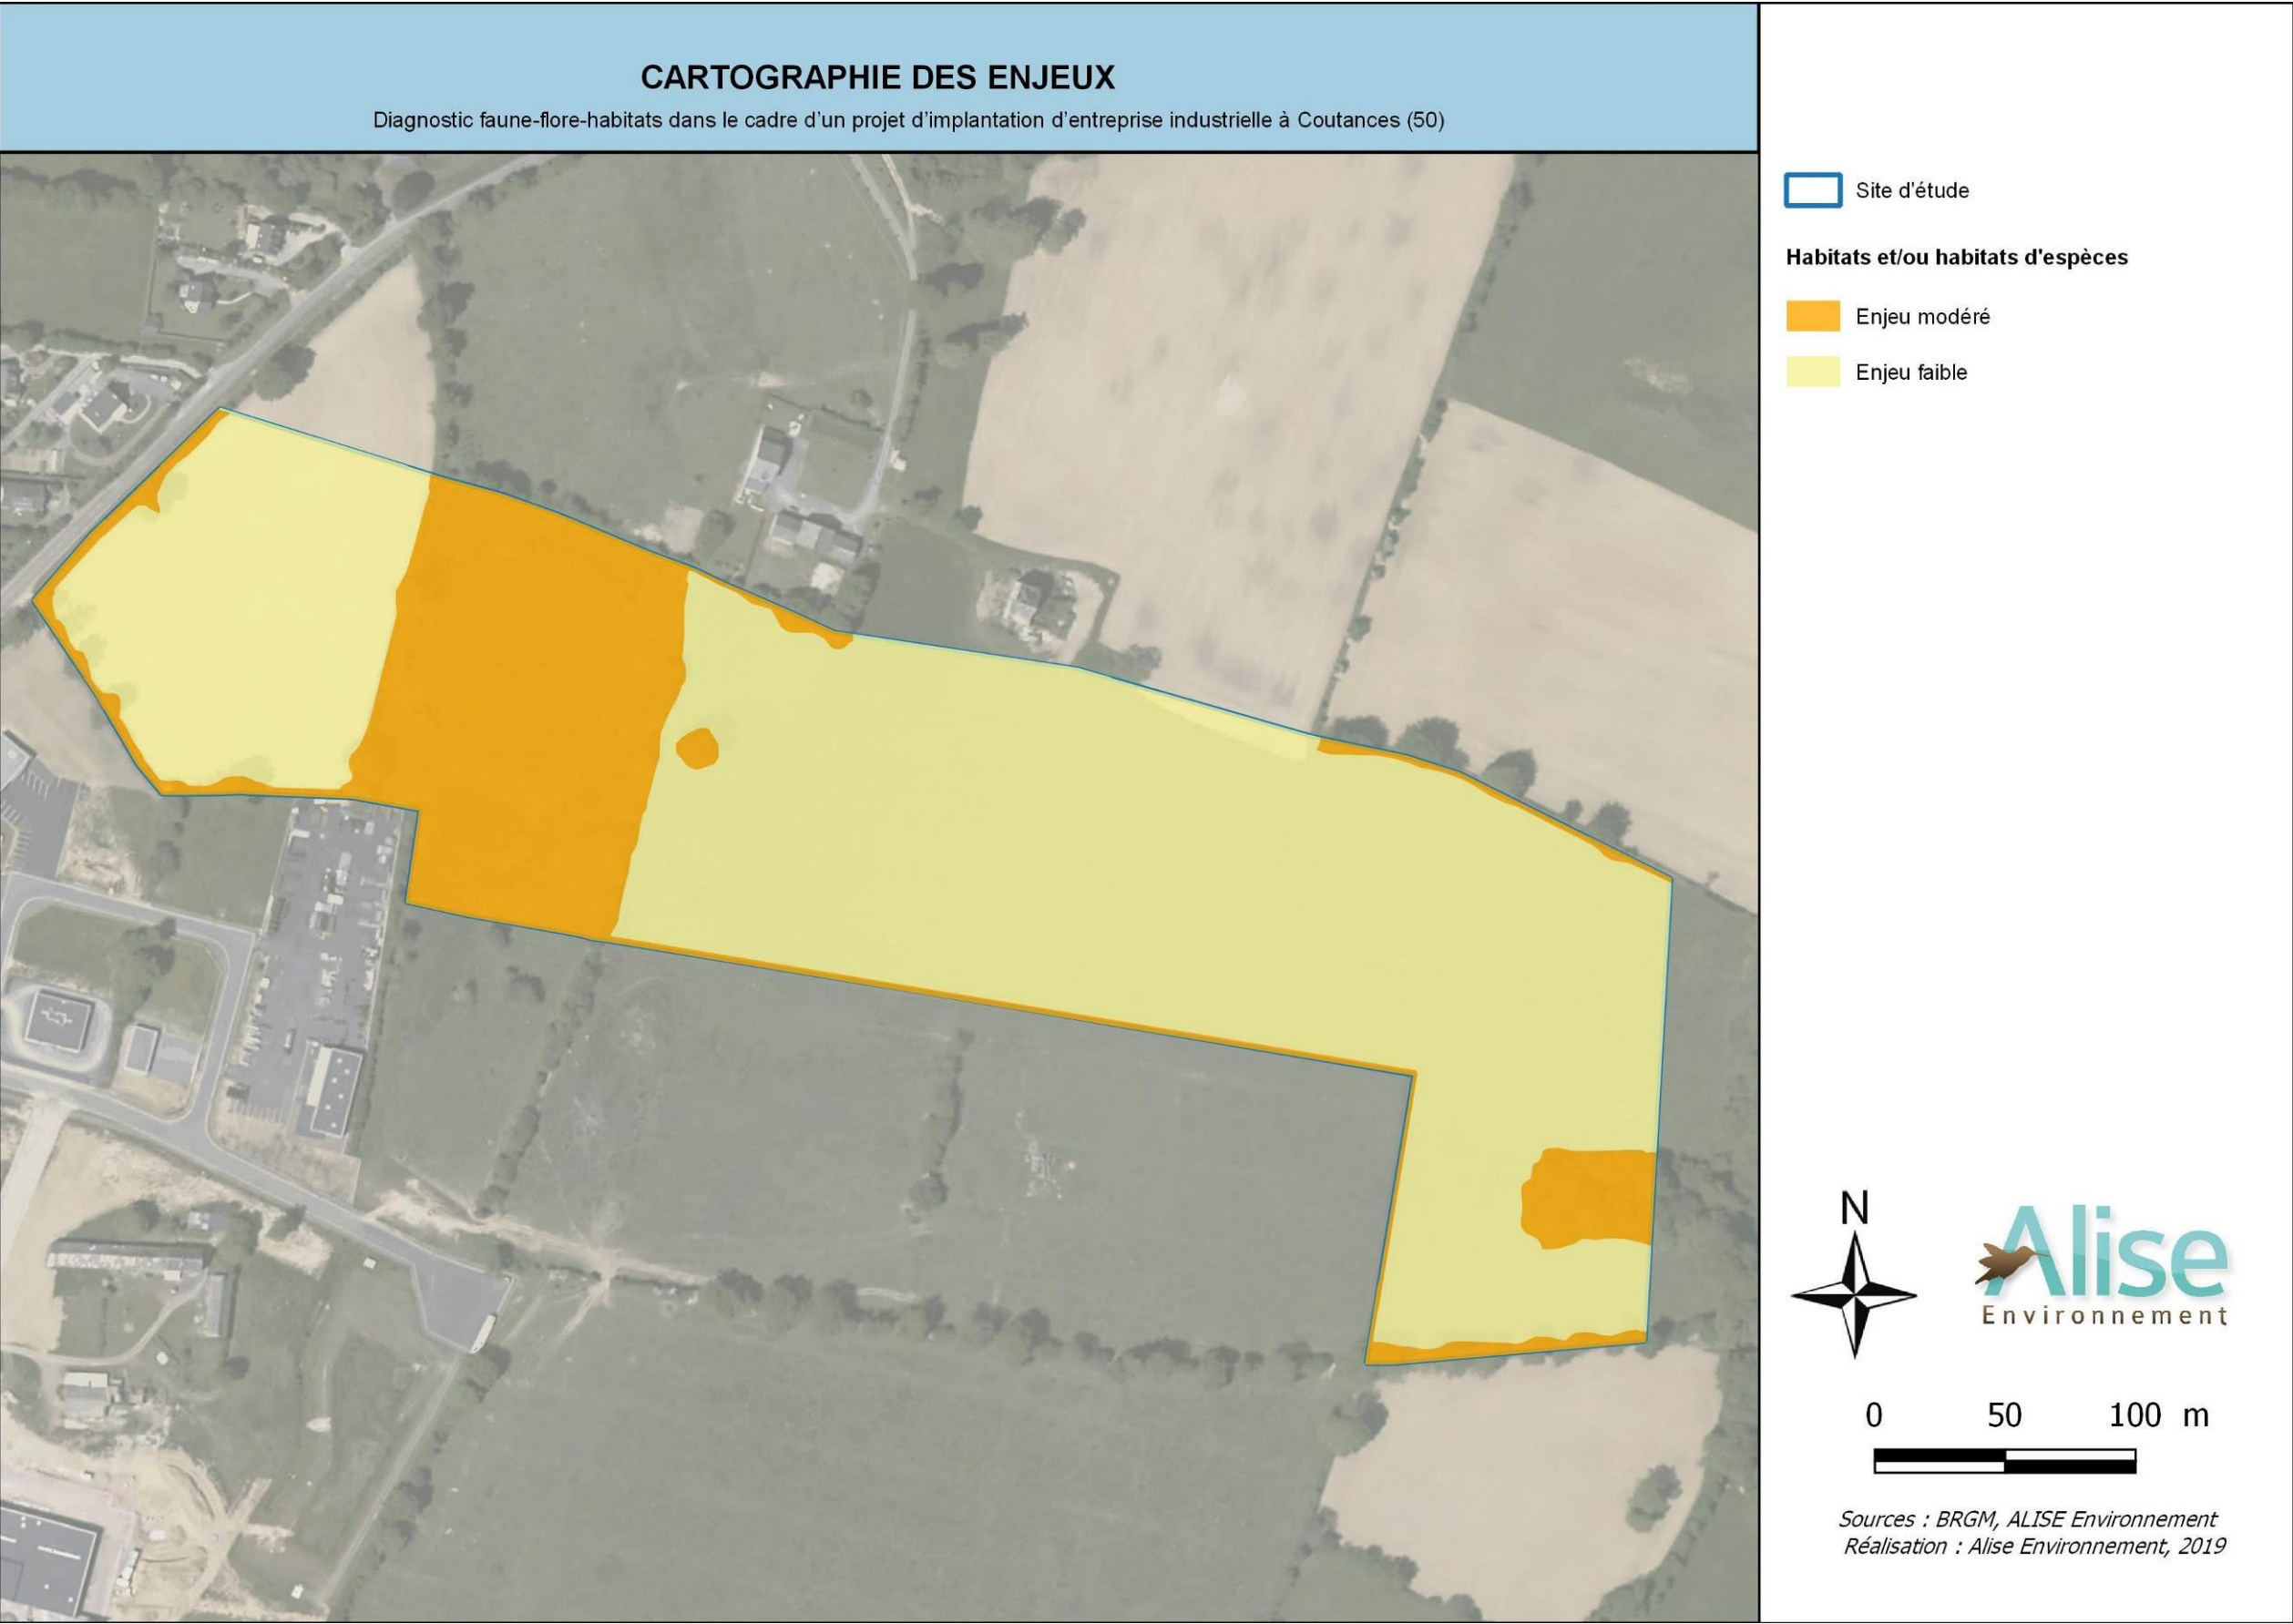 CARTOGRAPHIE DES ENJEUX
Diagnostic faune-flore-habitats dans le cadre d'un projet d'implantation d'entreprise industrielle à Coutances (50)
Site d'étude
Habitats et/ou habitats d'espèces
Enjeu modéré
Enjeu faible
N
Alise
Environnement
0 50 100 m
Sources : BRGM, ALISE Environnement
Réalisation : Alise Environnement, 2019